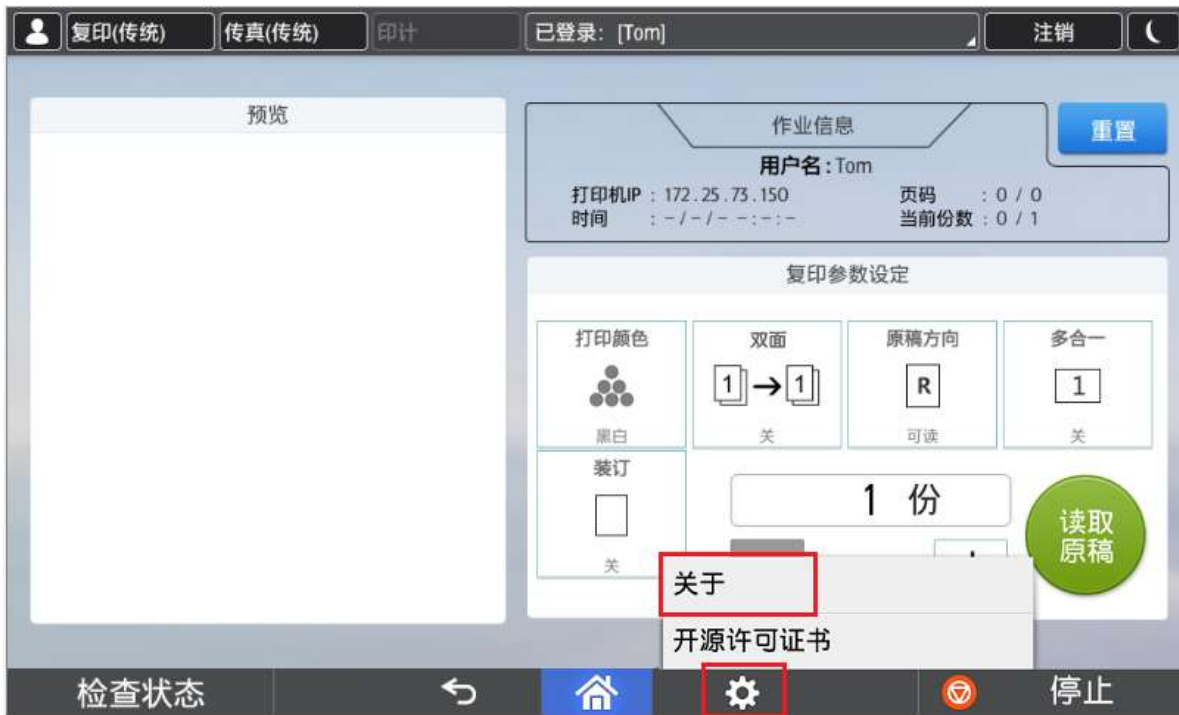 复印(传统) 传真(传统) 印计 已登录: [Tom] 注销
预览
作业信息
重置
用户名:Tom
打印机IP : 172.25.73.150 页码 : 0 / 0
时间 : -/-/- -:-:- 当前份数 : 0 / 1
复印参数设定
打印颜色 双面 原稿方向 多合一
1 1 R 1
黑白 关 可读 关
装订
关
1 份
读取
原稿
关于
开源许可证书
检查状态 停止